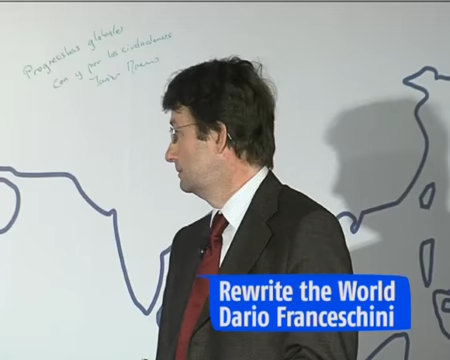 Progresistas globales
con y por los ciudadanos
Rewrite the World
Dario Franceschini